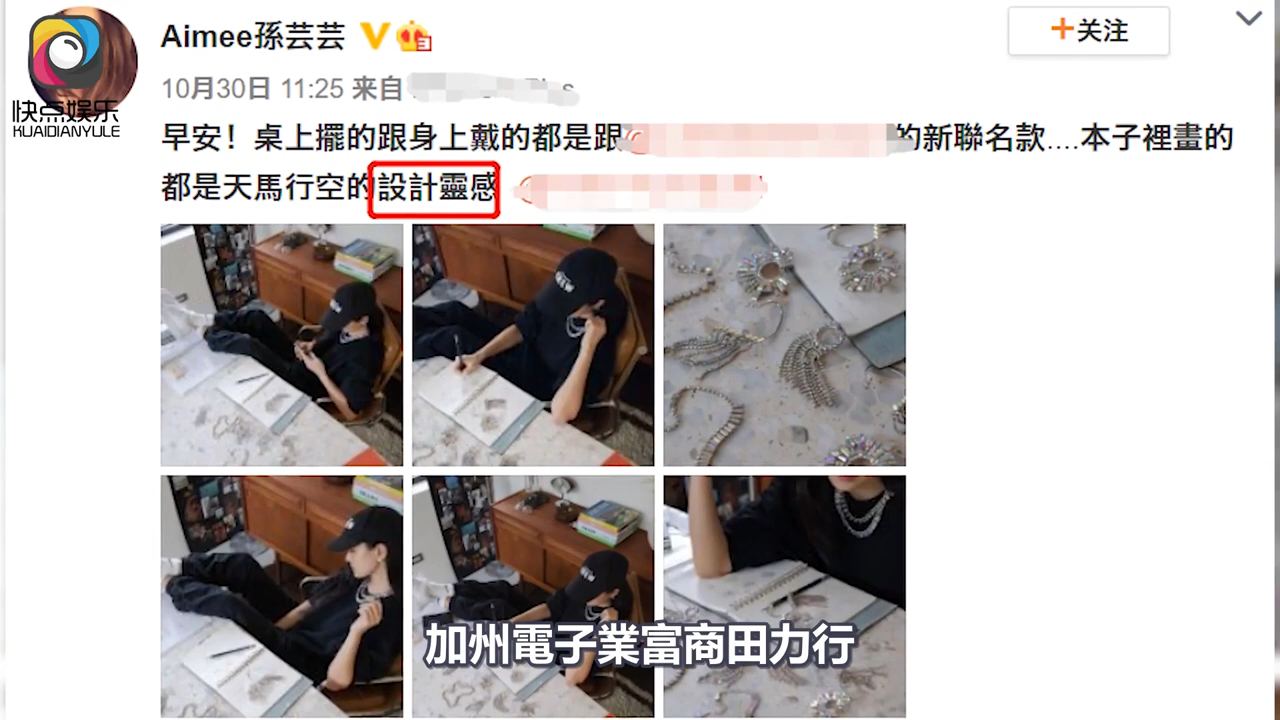 Aimee孫芸芸
+关注
快点娱乐
KUAIDIANYULE
10月30日 11:25 来自
早安！桌上擺的跟身上戴的都是跟 的新聯名款....本子裡畫的
都是天馬行空的設計靈感
加州電子業富商田力行